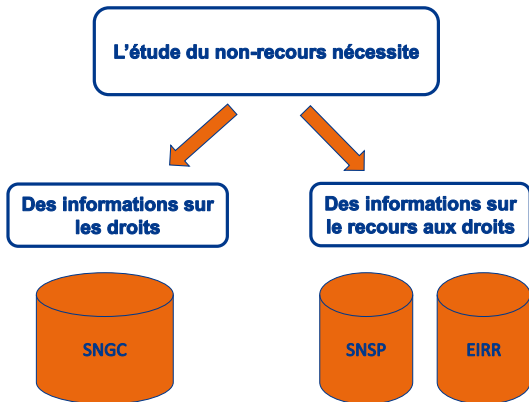 L'étude du non-recours nécessite
Des informations sur
les droits
Des informations sur
le recours aux droits
SNGC
SNSP
EIRR